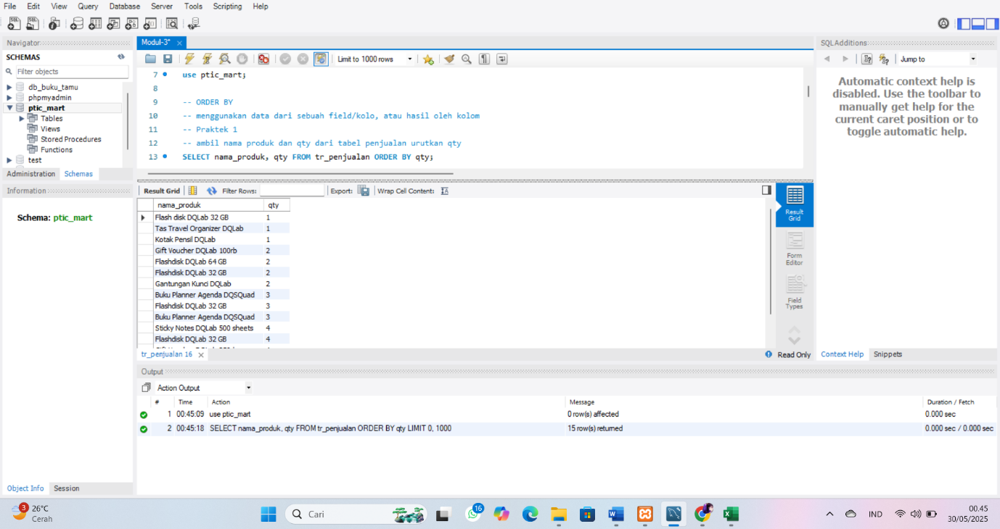 File Edit View Query Database Server Tools Scripting Help
Navigator
SCHEMAS
Filter objects
db_buku_tamu
phpmyadmin
ptic_mart
Tables
Views
Stored Procedures
Functions
test
Administration Schemas
Information
Schema: ptic_mart
Object Info Session
Modul-3*
Limit to 1000 rows
7 use ptic_mart;
8
9 -- ORDER BY
10 -- menggunakan data dari sebuah field/kolo, atau hasil oleh kolom
11 -- Praktek 1
12 -- ambil nama produk dan qty dari tabel penjualan urutkan qty
13 SELECT nama_produk, qty FROM tr_penjualan ORDER BY qty;
Result Grid Filter Rows: Export: Wrap Cell Content:
nama_produk qty
Flash disk DQLab 32 GB 1
Tas Travel Organizer DQLab 1
Kotak Pensil DQLab 1
Gift Voucher DQLab 100rb 2
Flashdisk DQLab 64 GB 2
Flashdisk DQLab 32 GB 2
Gantungan Kunci DQLab 2
Buku Planner Agenda DQSQuad 3
Flashdisk DQLab 32 GB 3
Buku Planner Agenda DQSQuad 3
Sticky Notes DQLab 500 sheets 4
Flashdisk DQLab 32 GB 4
Result
Grid
Form
Editor
Field
Types
tr_penjualan 16
Read Only
SQLAdditions
Jump to
Automatic context help is
disabled. Use the toolbar to
manually get help for the
current caret position or to
toggle automatic help.
Context Help Snippets
Output
Action Output
# Time Action Message Duration / Fetch
1 00:45:09 use ptic_mart 0 row(s) affected 0.000 sec
2 00:45:18 SELECT nama_produk, qty FROM tr_penjualan ORDER BY qty LIMIT 0, 1000 15 row(s) returned 0.000 sec / 0.000 sec
3
26°C
Cerah
Cari
16
IND
00.45
30/05/2025